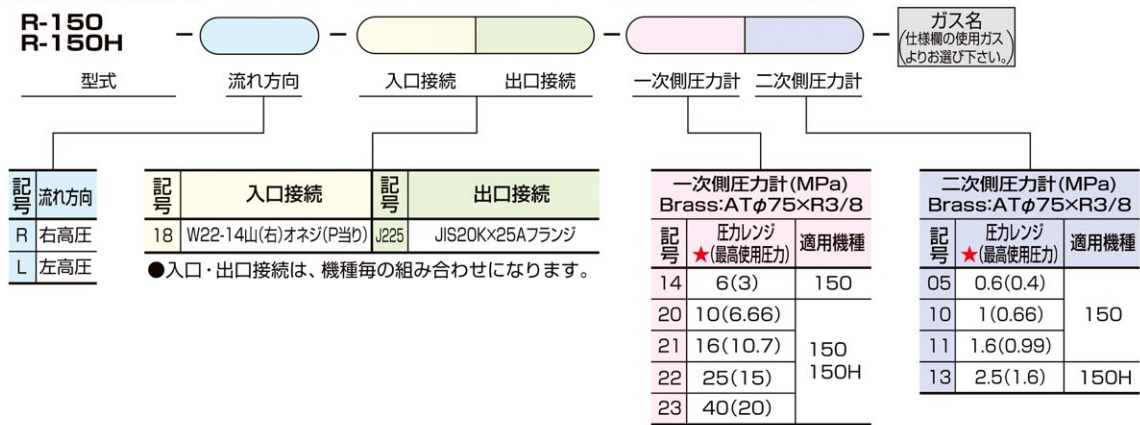 R-150
R-150H
－ － － －
ガス名
(仕様欄の使用ガス
よりお選び下さい。)
型式 流れ方向 入口接続 出口接続 一次側圧力計 二次側圧力計
記号 流れ方向
R 右高圧
L 左高圧
記号 入口接続 記号 出口接続
18 W22-14山(右)オネジ(P当り) J225 JIS20K×25Aフランジ
●入口・出口接続は、機種毎の組み合わせになります。
一次側圧力計(MPa)
Brass:ATφ75×R3/8
記号 圧力レンジ ★(最高使用圧力) 適用機種
14 6(3) 150
20 10(6.66)
21 16(10.7)
22 25(15)
23 40(20)
150
150H
二次側圧力計(MPa)
Brass:ATφ75×R3/8
記号 圧力レンジ ★(最高使用圧力) 適用機種
05 0.6(0.4)
10 1(0.66) 150
11 1.6(0.99)
13 2.5(1.6) 150H